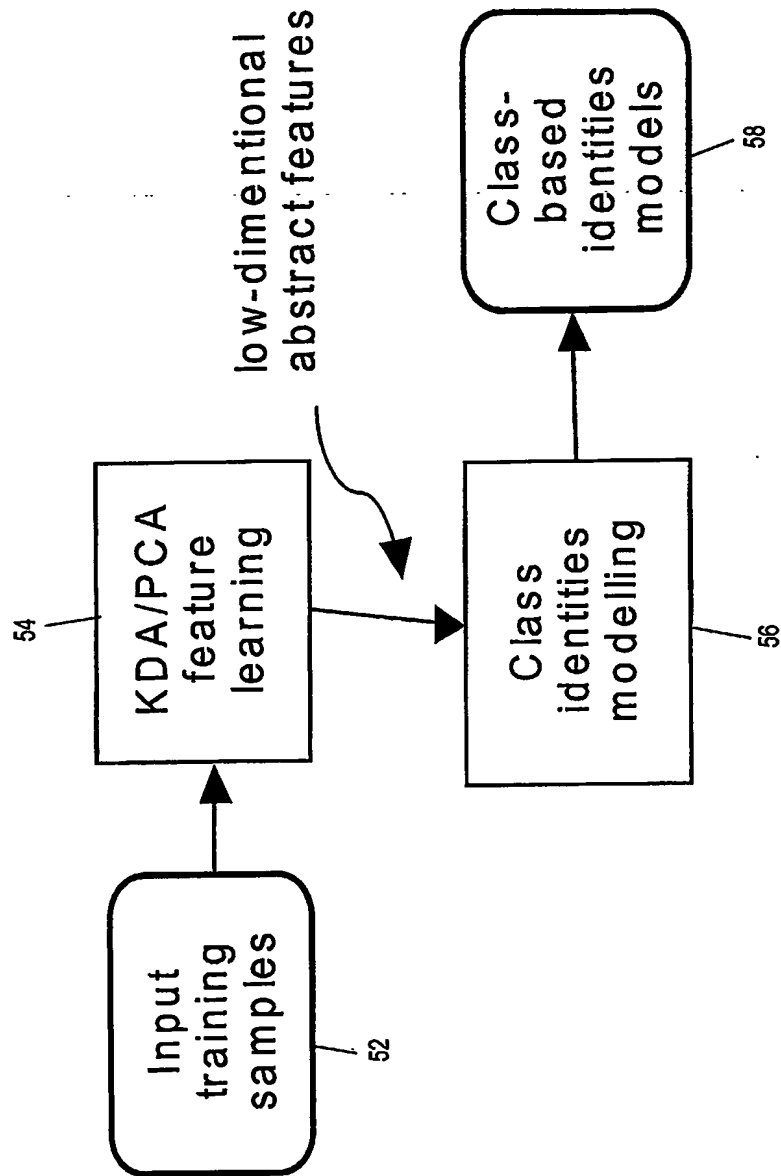 Input
training
samples
52
54
KDA/PCA
feature
learning
low-dimentional
abstract features
Class
identities
modelling
56
Class-
based
identities
models
58